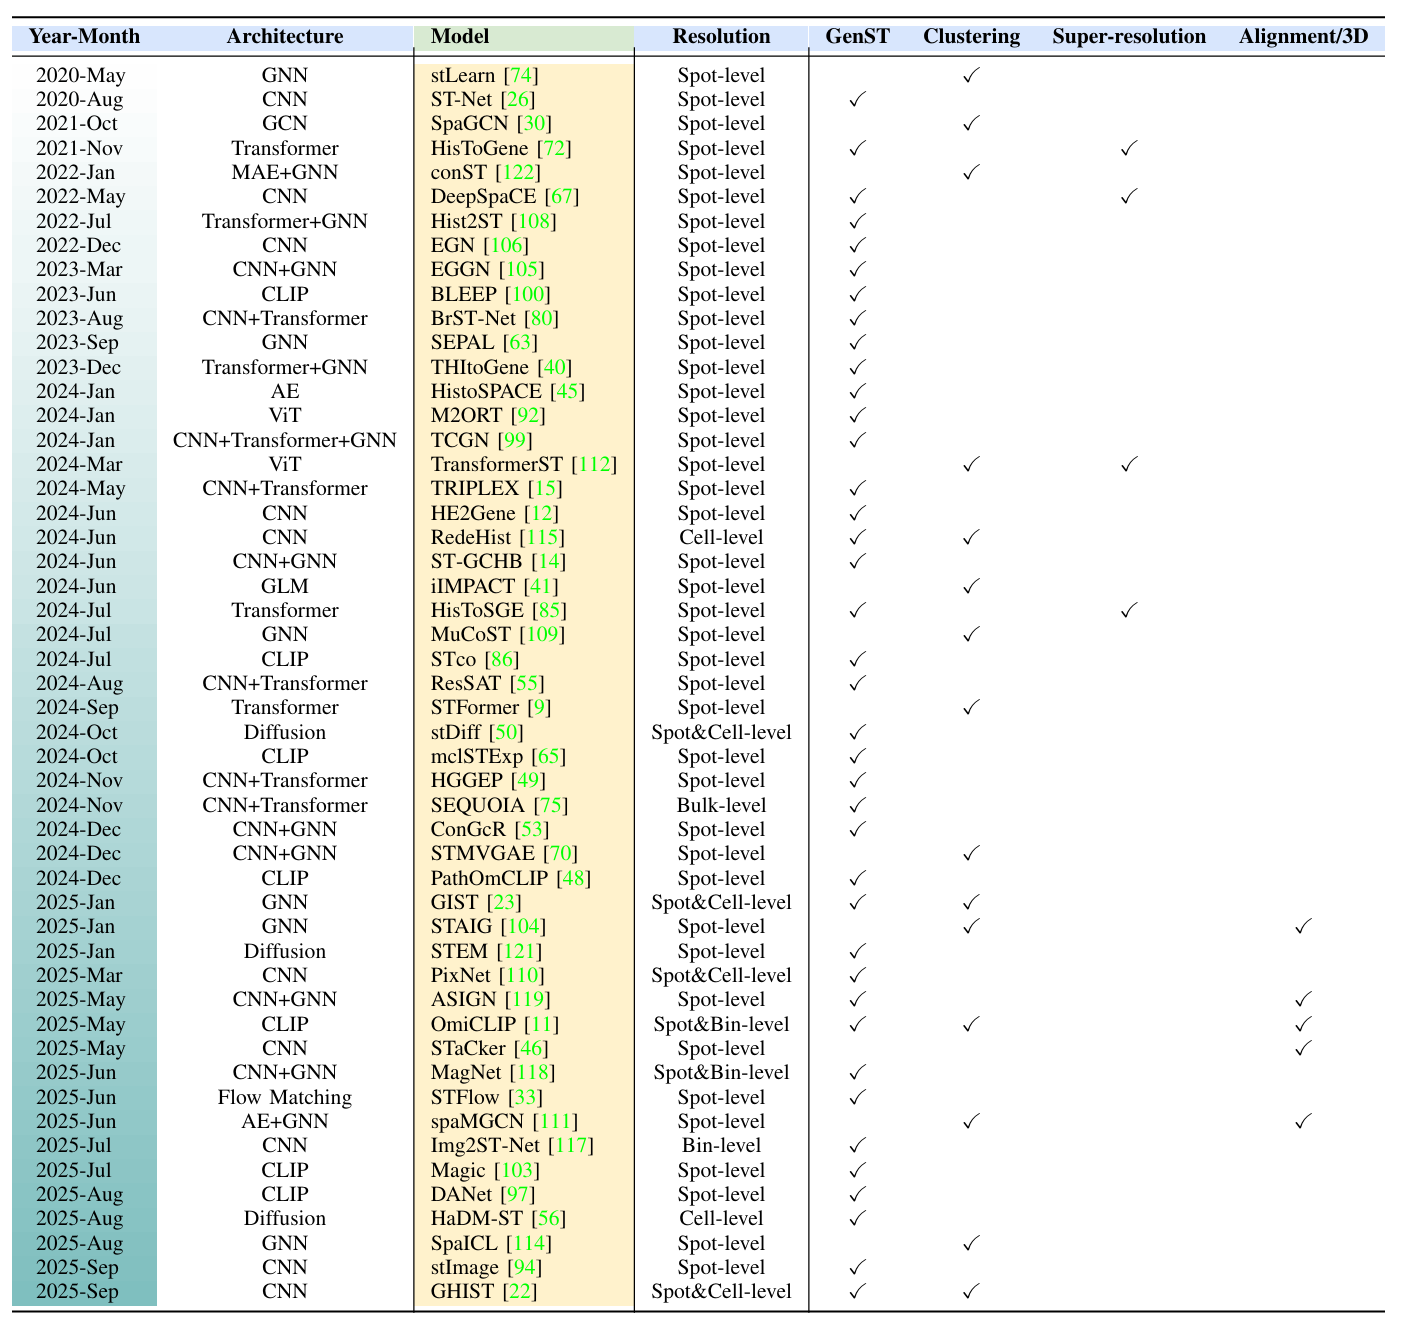 Year-Month Architecture Model Resolution GenST Clustering Super-resolution Alignment/3D
2020-May GNN stLearn [74] Spot-level ✓
2020-Aug CNN ST-Net [26] Spot-level ✓
2021-Oct GCN SpaGCN [30] Spot-level ✓
2021-Nov Transformer HisToGene [72] Spot-level ✓ ✓
2022-Jan MAE+GNN conST [122] Spot-level ✓
2022-May CNN DeepSpaCE [67] Spot-level ✓ ✓
2022-Jul Transformer+GNN Hist2ST [108] Spot-level ✓
2022-Dec CNN EGN [106] Spot-level ✓
2023-Mar CNN+GNN EGGN [105] Spot-level ✓
2023-Jun CLIP BLEEP [100] Spot-level ✓
2023-Aug CNN+Transformer BrST-Net [80] Spot-level ✓
2023-Sep GNN SEPAL [63] Spot-level ✓
2023-Dec Transformer+GNN THItoGene [40] Spot-level ✓
2024-Jan AE HistoSPACE [45] Spot-level ✓
2024-Jan ViT M2ORT [92] Spot-level ✓
2024-Jan CNN+Transformer+GNN TCGN [99] Spot-level ✓
2024-Mar ViT TransformerST [112] Spot-level ✓ ✓
2024-May CNN+Transformer TRIPLEX [15] Spot-level ✓
2024-Jun CNN HE2Gene [12] Spot-level ✓
2024-Jun CNN RedeHist [115] Cell-level ✓ ✓
2024-Jun CNN+GNN ST-GCHB [14] Spot-level ✓
2024-Jun GLM iIMPACT [41] Spot-level ✓
2024-Jul Transformer HisToSGE [85] Spot-level ✓ ✓
2024-Jul GNN MuCoST [109] Spot-level ✓
2024-Jul CLIP STco [86] Spot-level ✓
2024-Aug CNN+Transformer ResSAT [55] Spot-level ✓
2024-Sep Transformer STFormer [9] Spot-level ✓
2024-Oct Diffusion stDiff [50] Spot&Cell-level ✓
2024-Oct CLIP mclSTExp [65] Spot-level ✓
2024-Nov CNN+Transformer HGGEP [49] Spot-level ✓
2024-Nov CNN+Transformer SEQUOIA [75] Bulk-level ✓
2024-Dec CNN+GNN ConGcR [53] Spot-level ✓
2024-Dec CNN+GNN STMVGAE [70] Spot-level ✓
2024-Dec CLIP PathOmCLIP [48] Spot-level ✓
2025-Jan GNN GIST [23] Spot&Cell-level ✓ ✓
2025-Jan GNN STAIG [104] Spot-level ✓ ✓
2025-Jan Diffusion STEM [121] Spot-level ✓
2025-Mar CNN PixNet [110] Spot&Cell-level ✓
2025-May CNN+GNN ASIGN [119] Spot-level ✓ ✓
2025-May CLIP OmiCLIP [11] Spot&Bin-level ✓ ✓ ✓
2025-May CNN STaCker [46] Spot-level ✓
2025-Jun CNN+GNN MagNet [118] Spot&Bin-level ✓
2025-Jun Flow Matching STFlow [33] Spot-level ✓
2025-Jun AE+GNN spaMGCN [111] Spot-level ✓ ✓
2025-Jul CNN Img2ST-Net [117] Bin-level ✓
2025-Jul CLIP Magic [103] Spot-level ✓
2025-Aug CLIP DANet [97] Spot-level ✓
2025-Aug Diffusion HaDM-ST [56] Cell-level ✓
2025-Aug GNN SpaICL [114] Spot-level ✓
2025-Sep CNN stImage [94] Spot-level ✓
2025-Sep CNN GHIST [22] Spot&Cell-level ✓ ✓